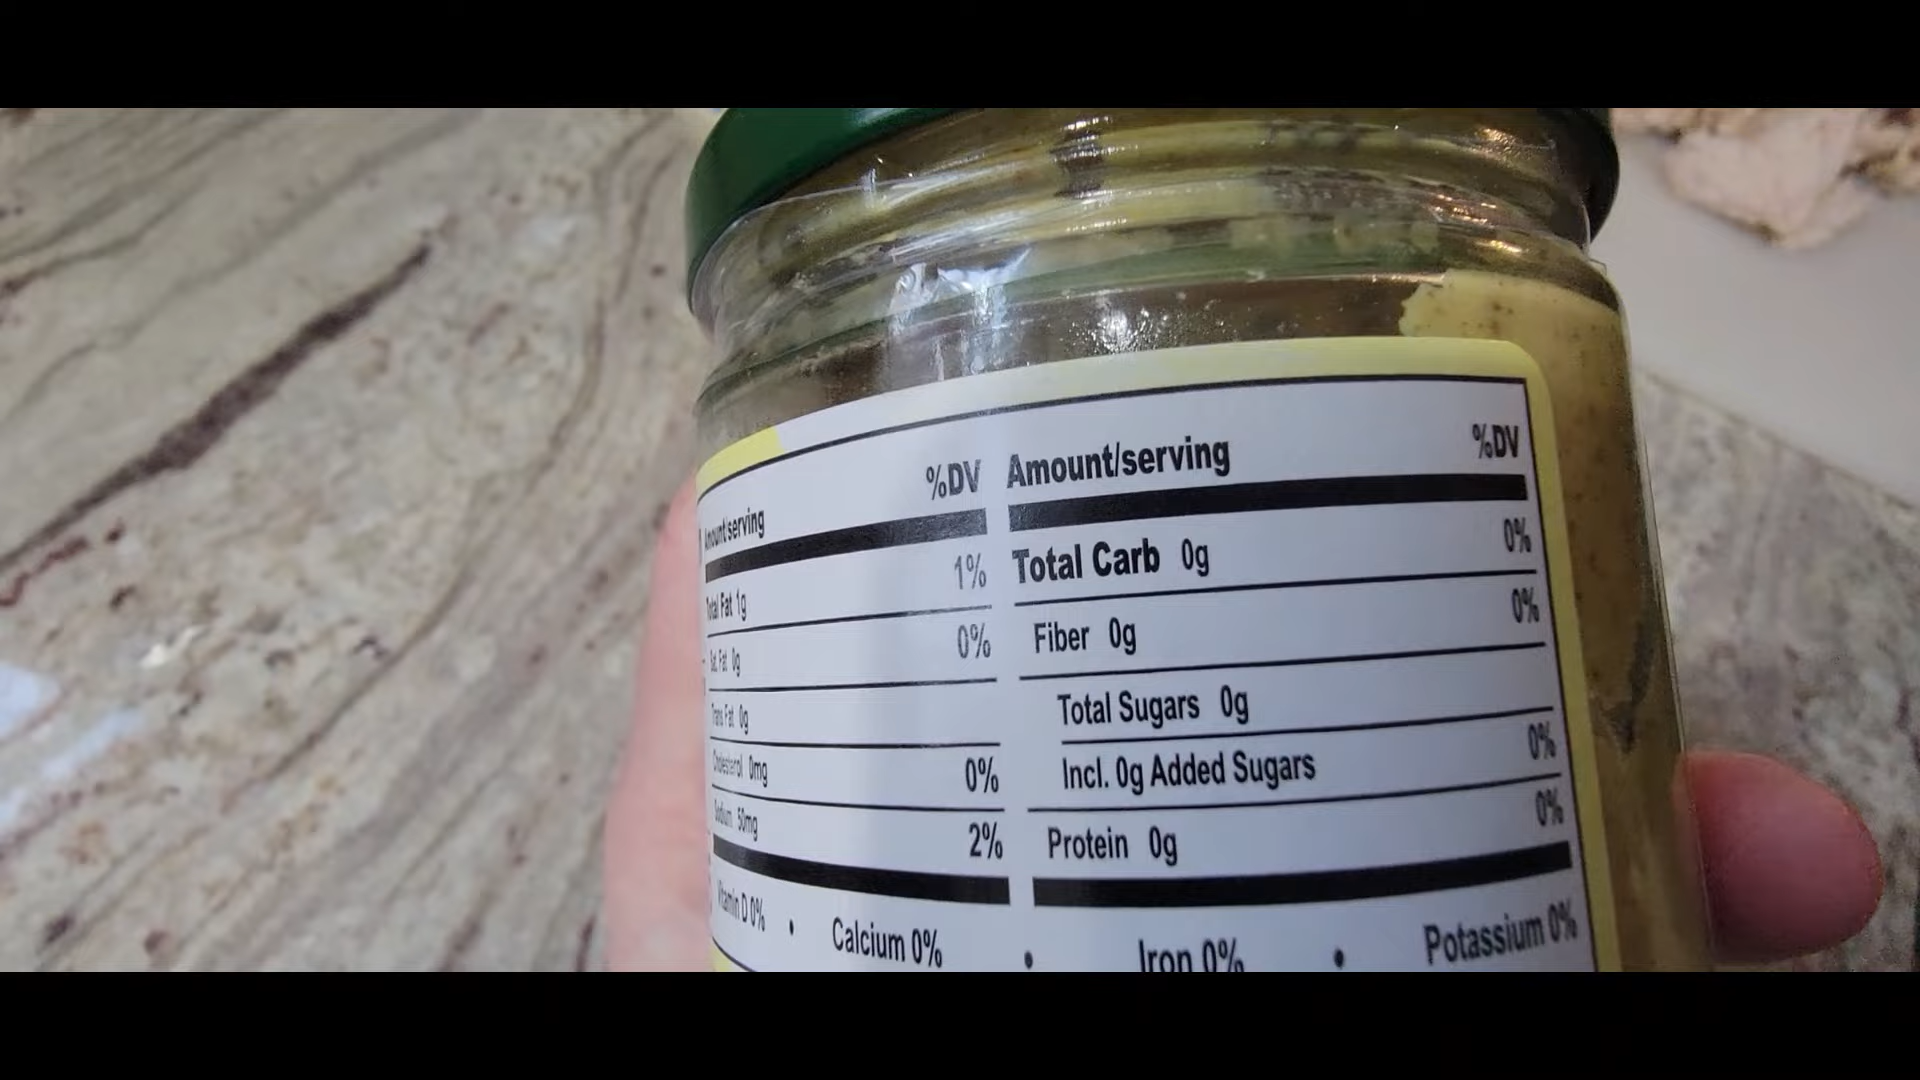 Amount/serving %DV
Total Fat 1g 1%
Sat. Fat 0g 0%
Trans Fat 0g
Cholesterol 0mg 0%
Sodium 50mg 2%
Amount/serving %DV
Total Carb 0g 0%
Fiber 0g 0%
Total Sugars 0g
Incl. 0g Added Sugars 0%
Protein 0g 0%
Vitamin D 0% • Calcium 0% • Iron 0% • Potassium 0%